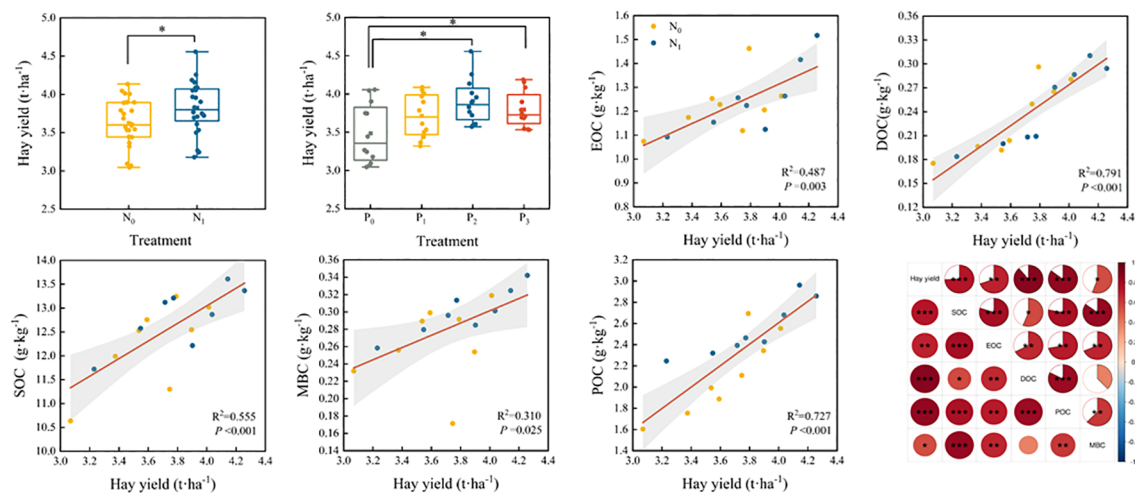 Hay yield (t·ha⁻¹)
5.0
4.5
4.0
3.5
3.0
2.5
*
N₀
N₁
Treatment
Hay yield (t·ha⁻¹)
5.0
4.5
4.0
3.5
3.0
2.5
*
*
P₀
P₁
P₂
P₃
Treatment
EOC (g·kg⁻¹)
1.6
1.5
1.4
1.3
1.2
1.1
1.0
0.9
0.8
N₀
N₁
R²=0.487
P =0.003
3.0 3.2 3.4 3.6 3.8 4.0 4.2 4.4
Hay yield (t·ha⁻¹)
DOC(g·kg⁻¹)
0.36
0.33
0.30
0.27
0.24
0.21
0.18
0.15
0.12
R²=0.791
P <0.001
3.0 3.2 3.4 3.6 3.8 4.0 4.2 4.4
Hay yield (t·ha⁻¹)
SOC (g·kg⁻¹)
14.0
13.5
13.0
12.5
12.0
11.5
11.0
10.5
10.0
R²=0.555
P <0.001
3.0 3.2 3.4 3.6 3.8 4.0 4.2 4.4
Hay yield (t·ha⁻¹)
MBC (g·kg⁻¹)
0.36
0.34
0.32
0.30
0.28
0.26
0.24
0.22
0.20
0.18
0.16
0.14
R²=0.310
P =0.025
3.0 3.2 3.4 3.6 3.8 4.0 4.2 4.4
Hay yield (t·ha⁻¹)
POC (g·kg⁻¹)
3.2
3.0
2.8
2.6
2.4
2.2
2.0
1.8
1.6
1.4
1.2
R²=0.727
P <0.001
3.0 3.2 3.4 3.6 3.8 4.0 4.2 4.4
Hay yield (t·ha⁻¹)
Hay yield ** *** *** *
*** SOC *** * *** ***
** *** EOC ** ** **
*** * ** DOC ***
*** *** ** *** POC **
* *** ** ** MBC